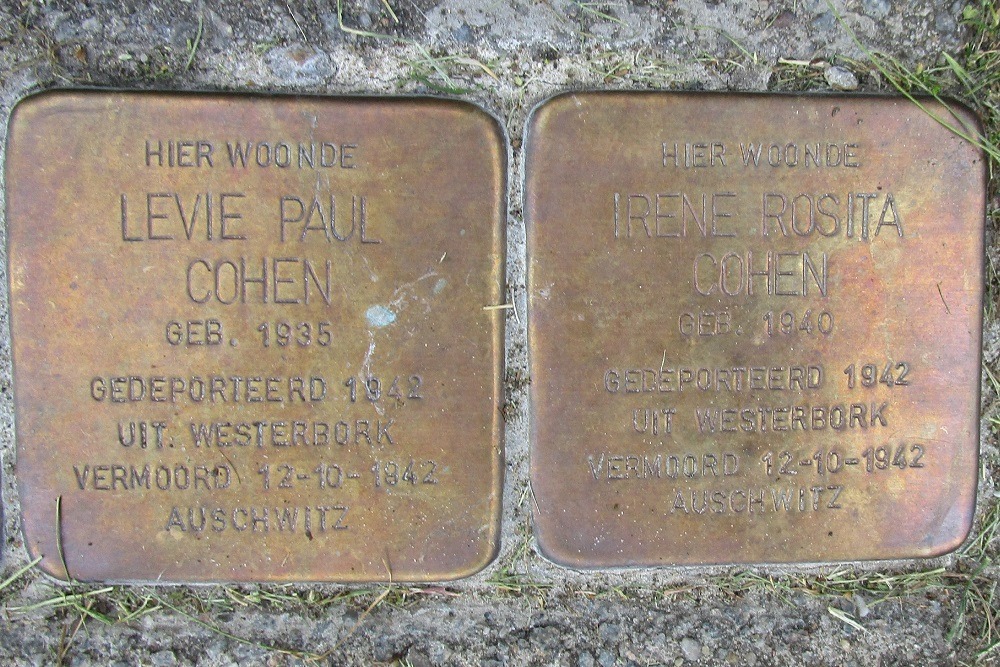 HIER WOONDE
LEVIE PAUL
COHEN
GEB. 1935
GEDEPORTEERD 1942
UIT. WESTERBORK
VERMOORD 12-10-1942
AUSCHWITZ
HIER WOONDE
IRENE ROSITA
COHEN
GEB. 1940
GEDEPORTEERD 1942
UIT WESTERBORK
VERMOORD 12-10-1942
AUSCHWITZ